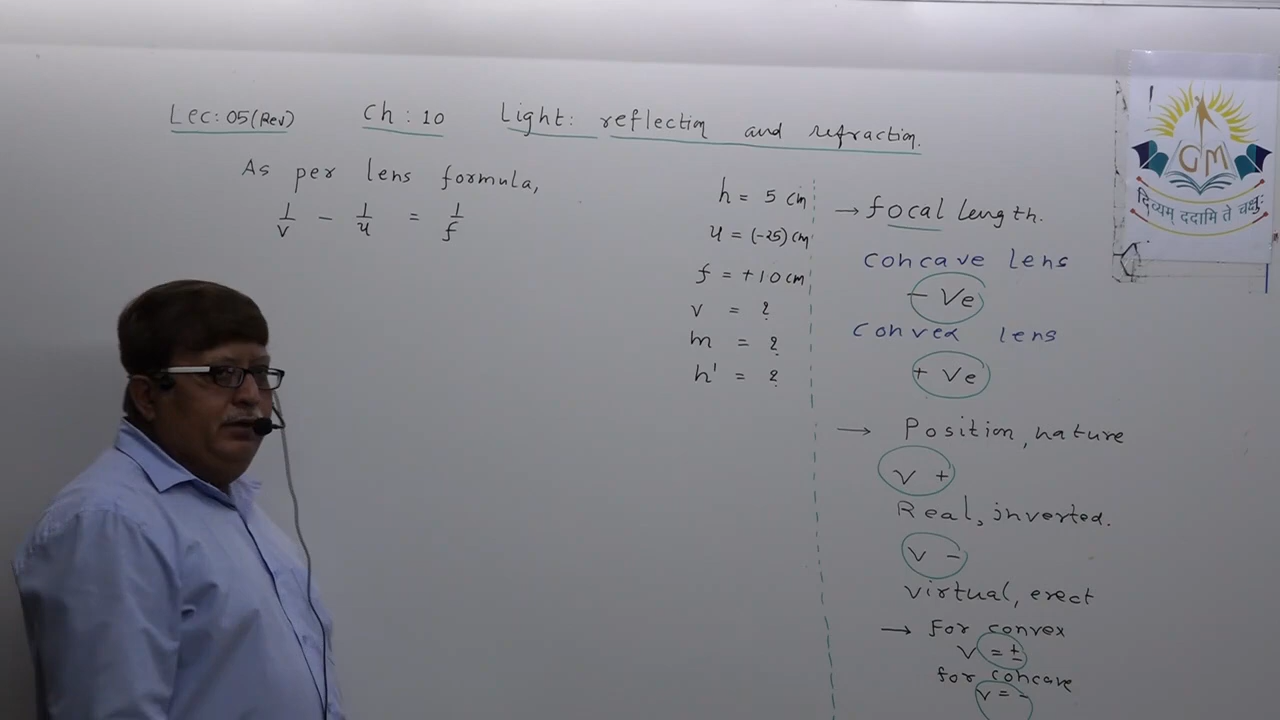 Lec: 05 (Rev) Ch: 10 Light: reflection and refraction.
As per lens formula,
1/v - 1/u = 1/f
h = 5 cm
u = (-25) cm
f = +10 cm
v = ?
m = ?
h' = ?
→ focal length.
concave lens
- Ve
convex lens
+ Ve
→ Position, nature
v +
Real, inverted.
v -
virtual, erect
→ for convex
v = ±
for concave
v = -
GM
दिव्यम् ददामि ते चक्षुः